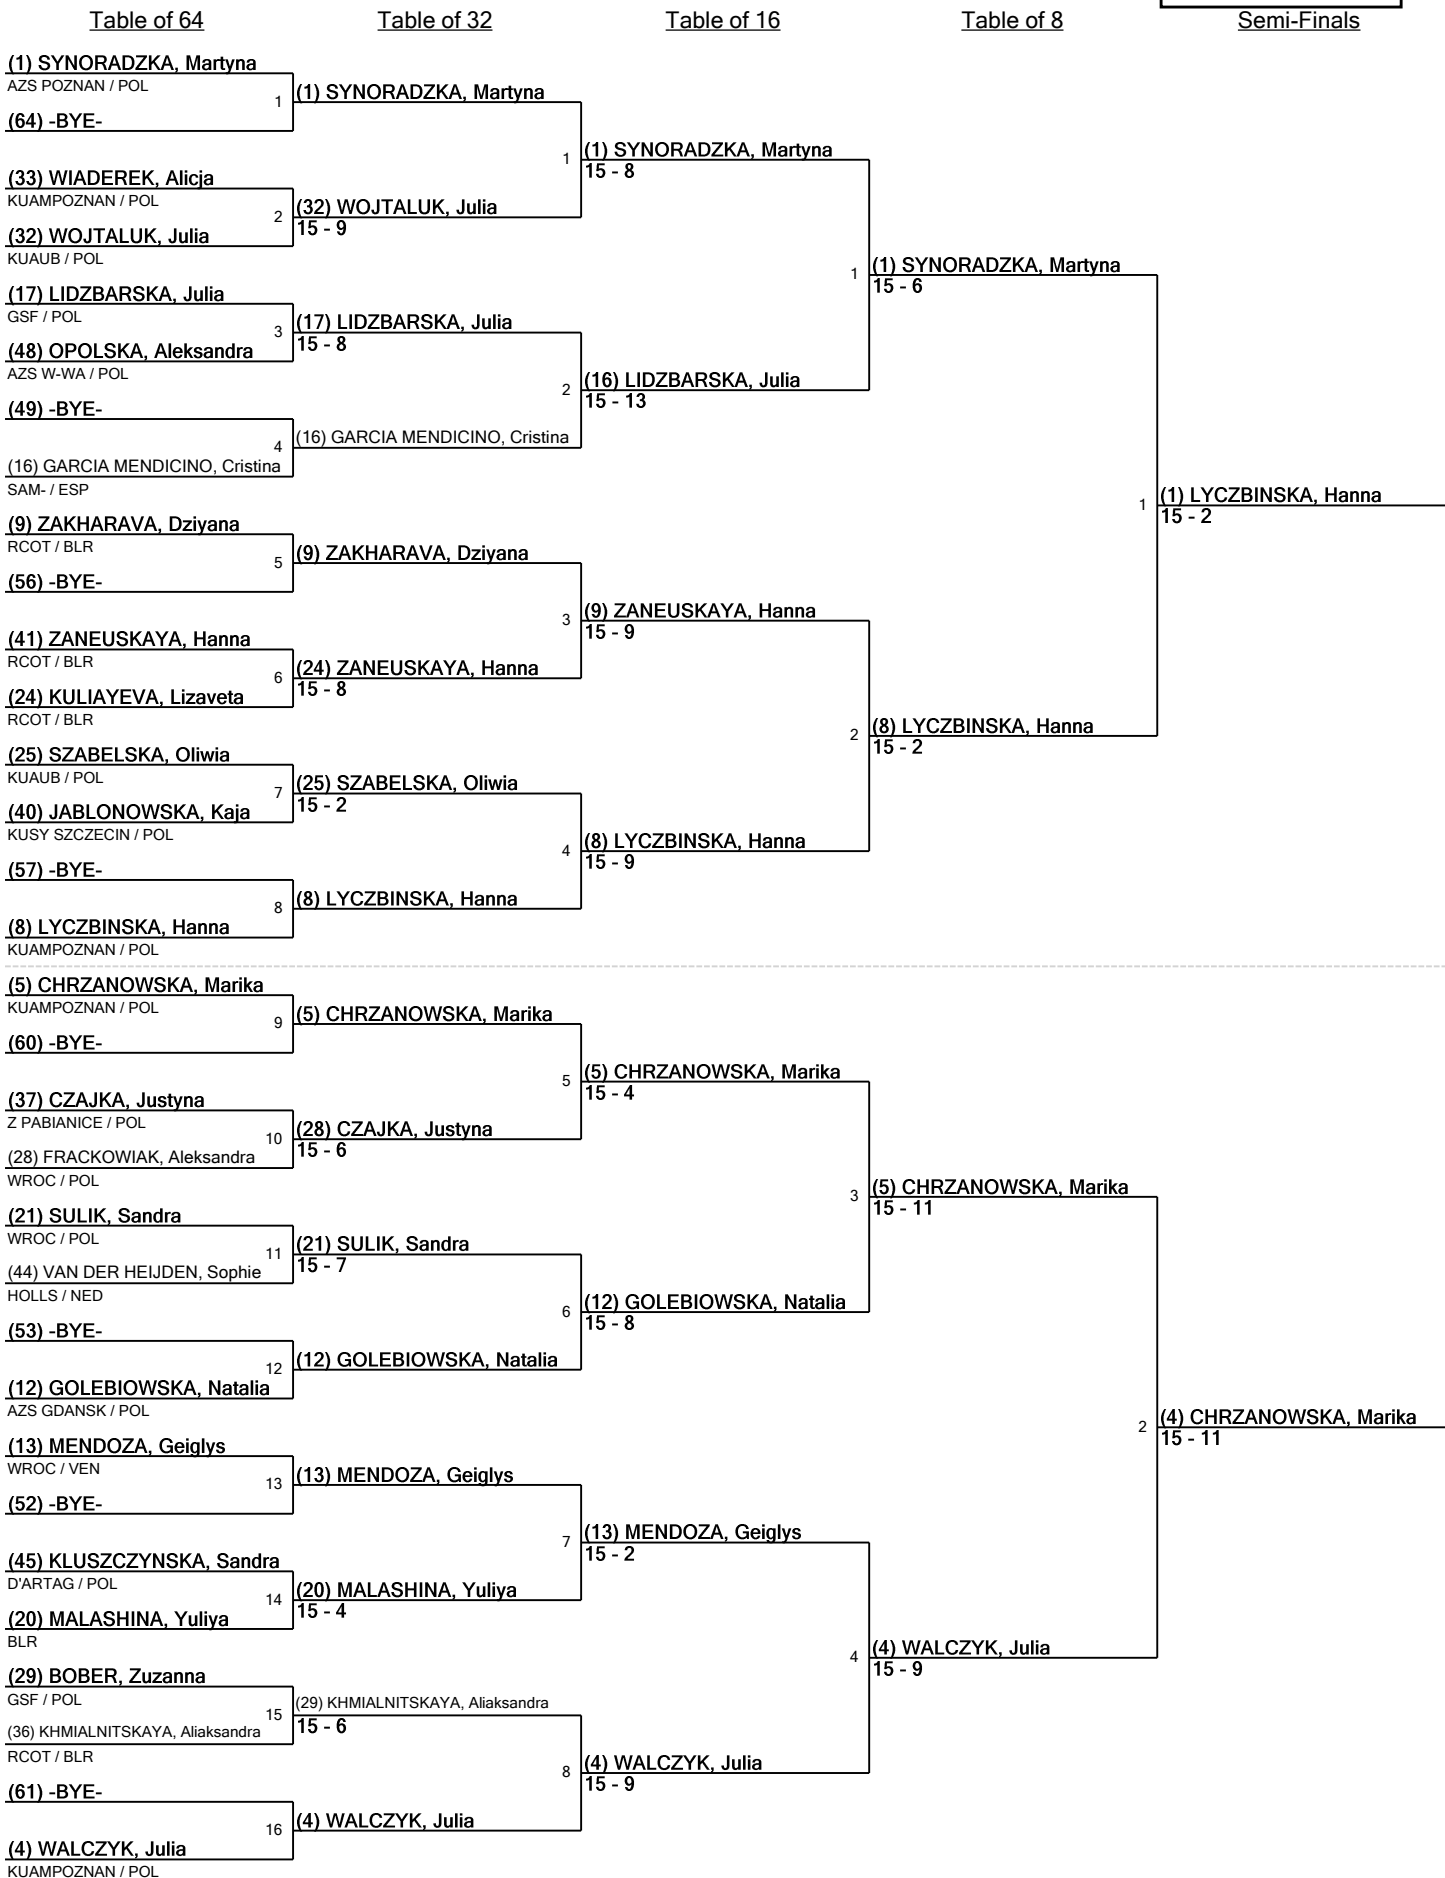 Table of 64
Table of 32
Table of 16
Table of 8
Semi-Finals
(1) SYNORADZKA, Martyna
AZS POZNAN / POL
1
(64) -BYE-
(33) WIADEREK, Alicja
KUAMPOZNAN / POL
2
(32) WOJTALUK, Julia
KUAUB / POL
(17) LIDZBARSKA, Julia
GSF / POL
3
(48) OPOLSKA, Aleksandra
AZS W-WA / POL
(49) -BYE-
4
(16) GARCIA MENDICINO, Cristina
SAM- / ESP
(9) ZAKHARAVA, Dziyana
RCOT / BLR
5
(56) -BYE-
(41) ZANEUSKAYA, Hanna
RCOT / BLR
6
(24) KULIAYEVA, Lizaveta
RCOT / BLR
(25) SZABELSKA, Oliwia
KUAUB / POL
7
(40) JABLONOWSKA, Kaja
KUSY SZCZECIN / POL
(57) -BYE-
8
(8) LYCZBINSKA, Hanna
KUAMPOZNAN / POL
(5) CHRZANOWSKA, Marika
KUAMPOZNAN / POL
9
(60) -BYE-
(37) CZAJKA, Justyna
Z PABIANICE / POL
10
(28) FRACKOWIAK, Aleksandra
WROC / POL
(21) SULIK, Sandra
WROC / POL
11
(44) VAN DER HEIJDEN, Sophie
HOLLS / NED
(53) -BYE-
12
(12) GOLEBIOWSKA, Natalia
AZS GDANSK / POL
(13) MENDOZA, Geiglys
WROC / VEN
13
(52) -BYE-
(45) KLUSZCZYNSKA, Sandra
D'ARTAG / POL
14
(20) MALASHINA, Yuliya
BLR
(29) BOBER, Zuzanna
GSF / POL
15
(36) KHMIALNITSKAYA, Aliaksandra
RCOT / BLR
(61) -BYE-
16
(4) WALCZYK, Julia
KUAMPOZNAN / POL
(1) SYNORADZKA, Martyna
1
(32) WOJTALUK, Julia
15 - 9
(17) LIDZBARSKA, Julia
15 - 8
2
(16) GARCIA MENDICINO, Cristina
(9) ZAKHARAVA, Dziyana
3
(24) ZANEUSKAYA, Hanna
15 - 8
(25) SZABELSKA, Oliwia
15 - 2
4
(8) LYCZBINSKA, Hanna
(5) CHRZANOWSKA, Marika
5
(28) CZAJKA, Justyna
15 - 6
(21) SULIK, Sandra
15 - 7
6
(12) GOLEBIOWSKA, Natalia
(13) MENDOZA, Geiglys
7
(20) MALASHINA, Yuliya
15 - 4
(29) KHMIALNITSKAYA, Aliaksandra
15 - 6
8
(4) WALCZYK, Julia
(1) SYNORADZKA, Martyna
15 - 8
1
(16) LIDZBARSKA, Julia
15 - 13
(9) ZANEUSKAYA, Hanna
15 - 9
2
(8) LYCZBINSKA, Hanna
15 - 9
(5) CHRZANOWSKA, Marika
15 - 4
3
(12) GOLEBIOWSKA, Natalia
15 - 8
(13) MENDOZA, Geiglys
15 - 2
4
(4) WALCZYK, Julia
15 - 9
(1) SYNORADZKA, Martyna
15 - 6
1
(8) LYCZBINSKA, Hanna
15 - 2
(5) CHRZANOWSKA, Marika
15 - 11
2
(4) WALCZYK, Julia
15 - 9
(1) LYCZBINSKA, Hanna
15 - 2
(4) CHRZANOWSKA, Marika
15 - 11